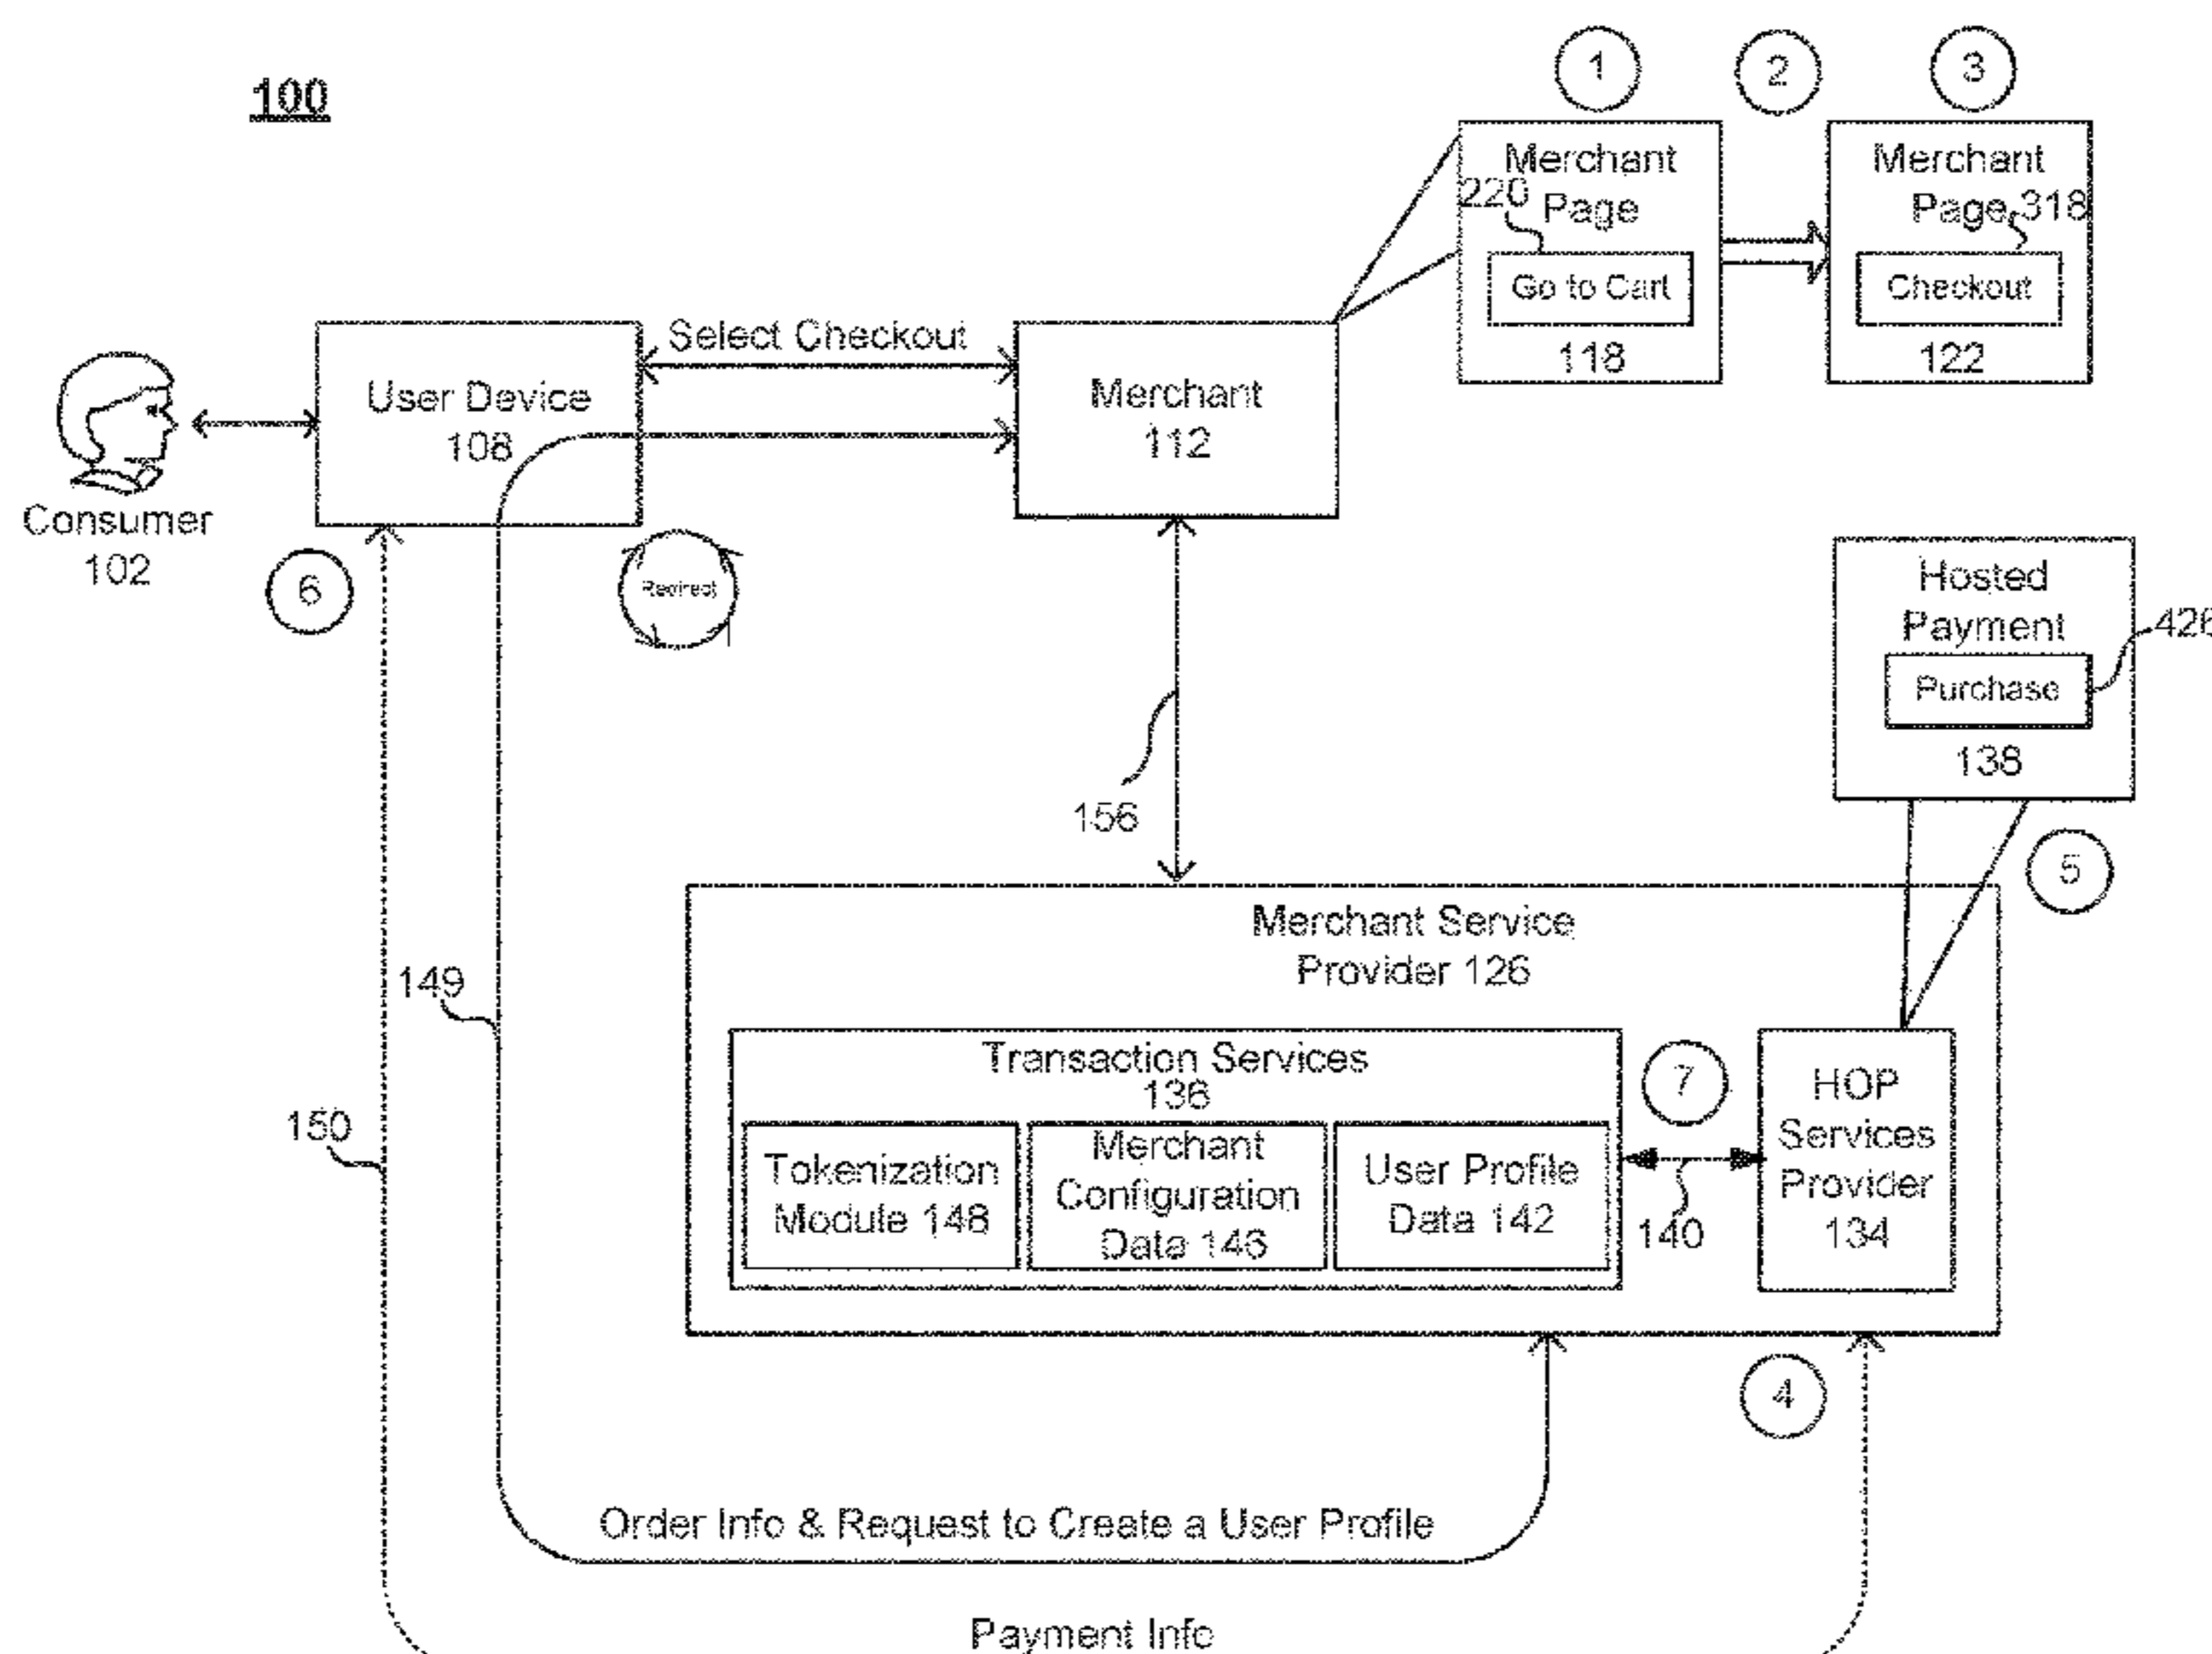 100
1
2
3
Merchant
Page
220
Go to Cart
118
Merchant
Page
318
Checkout
122
Select Checkout
User Device
108
Merchant
112
Consumer
102
6
Redirect
Hosted
Payment
Purchase
426
138
156
5
Merchant Service
Provider 126
149
Transaction Services
136
7
HOP
Services
Provider
134
150
Tokenization
Module 148
Merchant
Configuration
Data 146
User Profile
Data 142
140
4
Order Info & Request to Create a User Profile
Payment Info